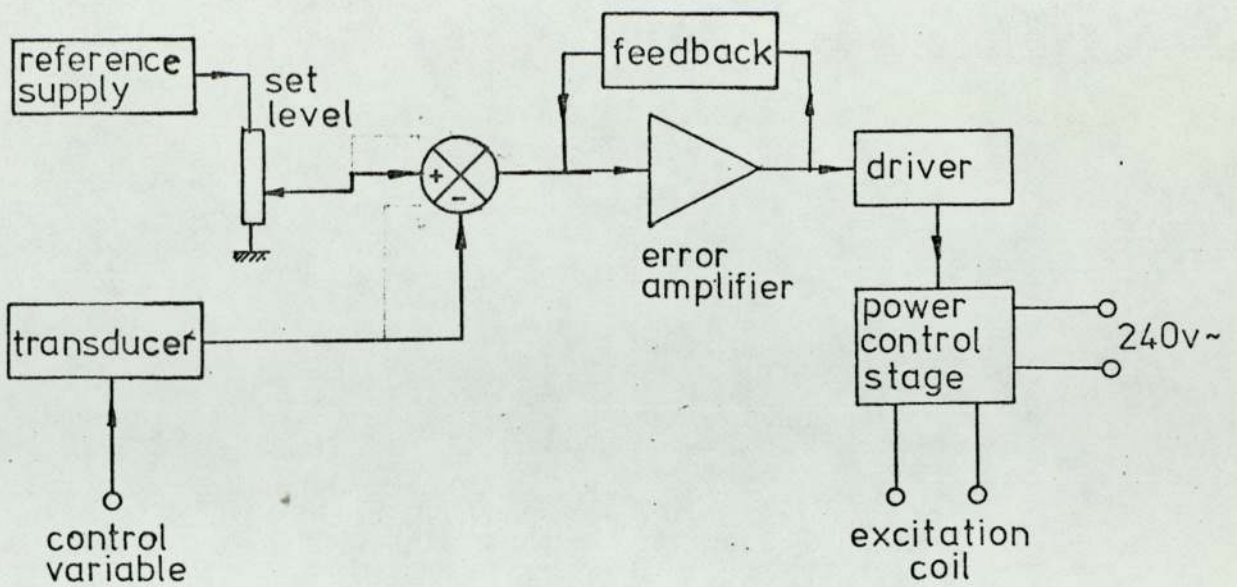 reference
supply
set
level
feedback
+
-
driver
error
amplifier
transducer
power
control
stage
240v~
control
variable
excitation
coil